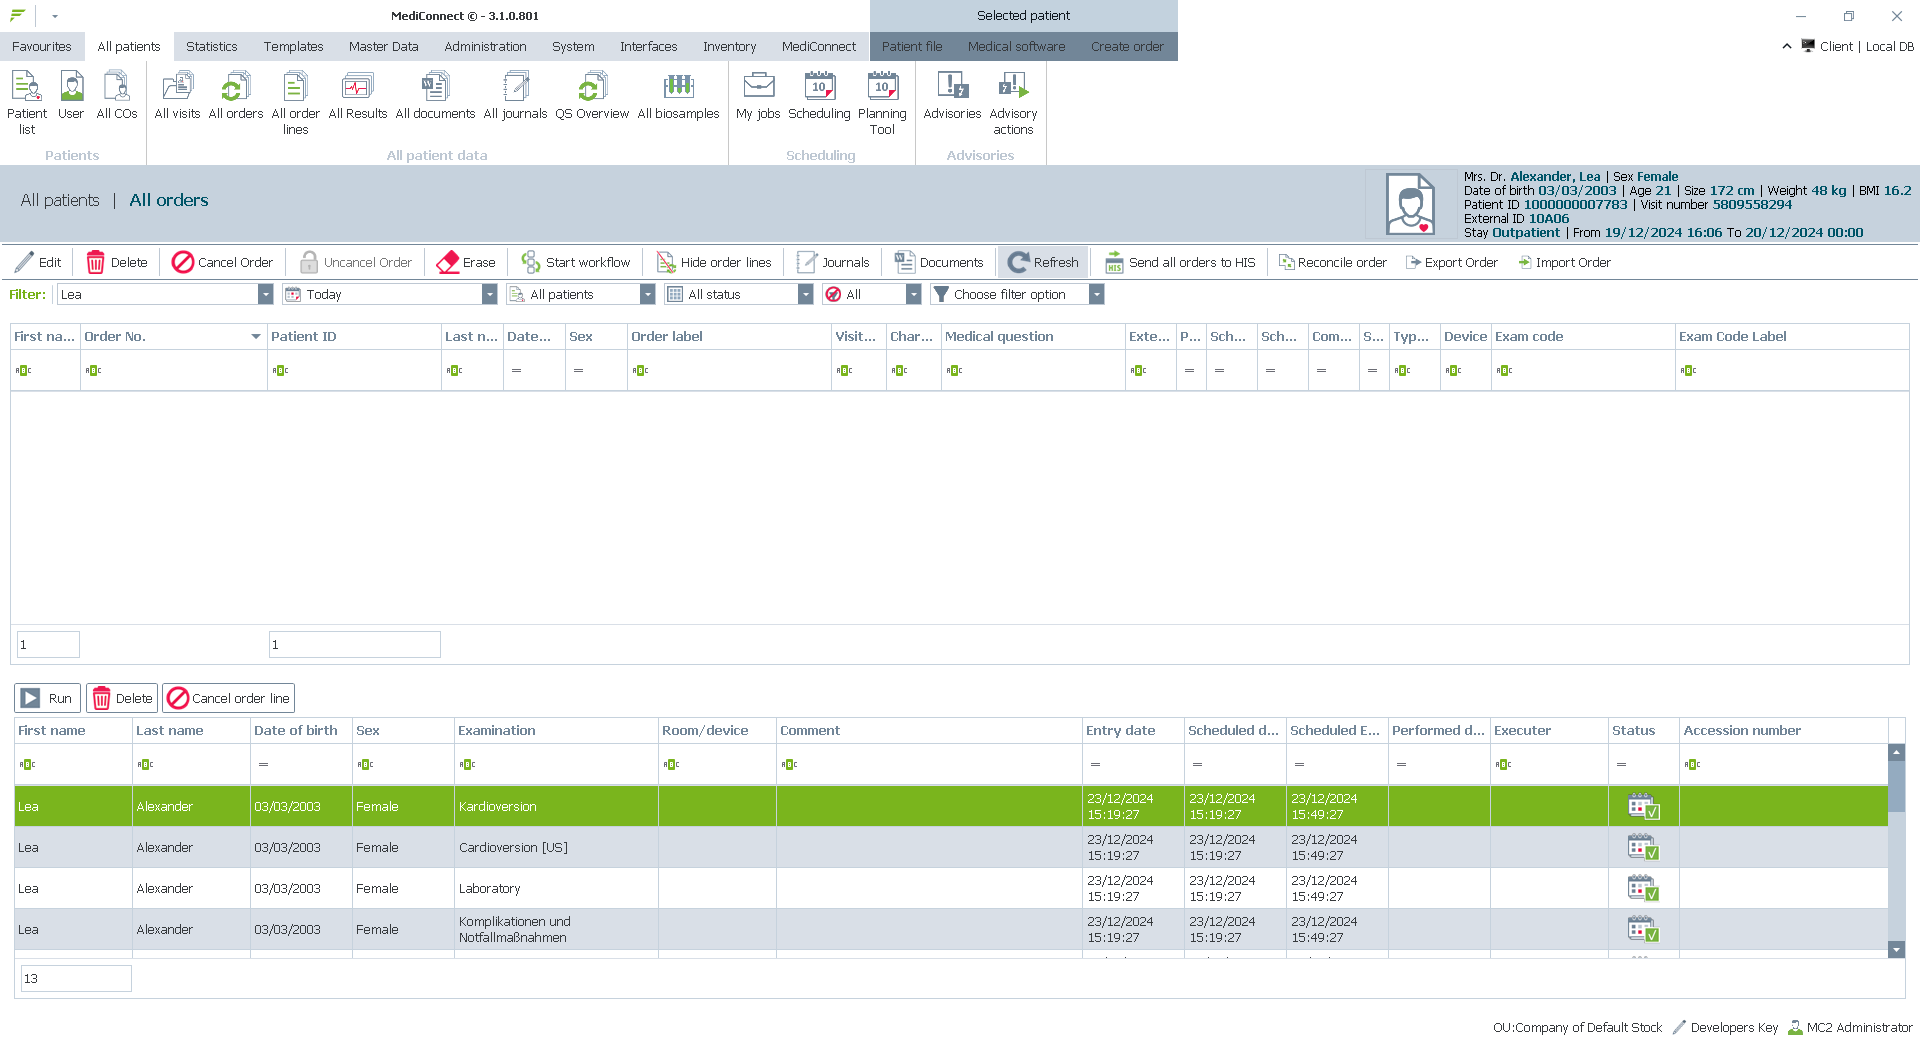 MediConnect © - 3.1.0.801
Selected patient
Favourites All patients Statistics Templates Master Data Administration System Interfaces Inventory MediConnect Patient file Medical software Create order
Client | Local DB
Patient list User All COs All visits All orders All order lines All Results All documents All journals QS Overview All biosamples My jobs Scheduling Planning Tool Advisories Advisory actions
Patients All patient data Scheduling Advisories
All patients | All orders
Mrs. Dr. Alexander, Lea | Sex Female
Date of birth 03/03/2003 | Age 21 | Size 172 cm | Weight 48 kg | BMI 16.2
Patient ID 1000000007783 | Visit number 5809558294
External ID 10A06
Stay Outpatient | From 19/12/2024 16:06 To 20/12/2024 00:00
Edit Delete Cancel Order Uncancel Order Erase Start workflow Hide order lines Journals Documents Refresh Send all orders to HIS Reconcile order Export Order Import Order
Filter: Lea Today All patients All status All Choose filter option
First na... Order No. Patient ID Last n... Date... Sex Order label Visit... Char... Medical question Exte... P... Sch... Sch... Com... S... Typ... Device Exam code Exam Code Label
1 1
Run Delete Cancel order line
First name Last name Date of birth Sex Examination Room/device Comment Entry date Scheduled d... Scheduled E... Performed d... Executer Status Accession number
Lea Alexander 03/03/2003 Female Kardioversion 23/12/2024 15:19:27 23/12/2024 15:19:27 23/12/2024 15:49:27
Lea Alexander 03/03/2003 Female Cardioversion [US] 23/12/2024 15:19:27 23/12/2024 15:19:27 23/12/2024 15:49:27
Lea Alexander 03/03/2003 Female Laboratory 23/12/2024 15:19:27 23/12/2024 15:19:27 23/12/2024 15:49:27
Lea Alexander 03/03/2003 Female Komplikationen und Notfallmaßnahmen 23/12/2024 15:19:27 23/12/2024 15:19:27 23/12/2024 15:49:27
13
OU:Company of Default Stock Developers Key MC2 Administrator